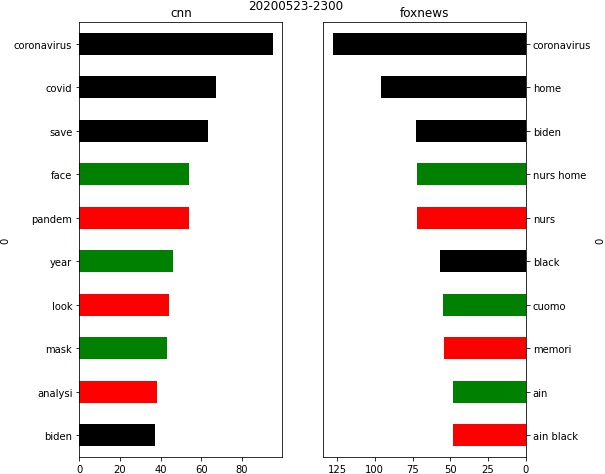 20200523-2300
cnn
foxnews
coronavirus
covid
save
face
pandem
year
look
mask
analysi
biden
0 20 40 60 80
0
coronavirus
home
biden
nurs home
nurs
black
cuomo
memori
ain
ain black
125 100 75 50 25 0
0